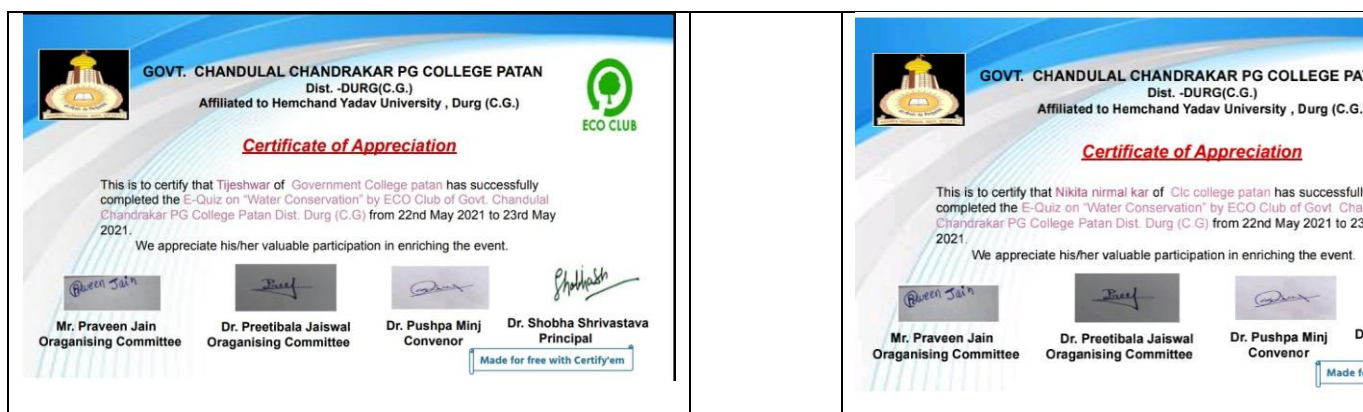 GOVT. CHANDULAL CHANDRAKAR PG COLLEGE PATAN
Dist. -DURG(C.G.)
Affiliated to Hemchand Yadav University , Durg (C.G.)
ECO CLUB
Certificate of Appreciation
This is to certify that Tijeshwar of Government College patan has successfully
completed the E-Quiz on "Water Conservation" by ECO Club of Govt. Chandulal
Chandrakar PG College Patan Dist. Durg (C.G) from 22nd May 2021 to 23rd May
2021.
We appreciate his/her valuable participation in enriching the event.
Praveen Jain
Mr. Praveen Jain
Oraganising Committee
Dr. Preetibala Jaiswal
Oraganising Committee
Dr. Pushpa Minj
Convenor
Dr. Shobha Shrivastava
Principal
Made for free with Certify'em
GOVT. CHANDULAL CHANDRAKAR PG COLLEGE PA
Dist. -DURG(C.G.)
Affiliated to Hemchand Yadav University , Durg (C.G.
Certificate of Appreciation
This is to certify that Nikita nirmal kar of Clc college patan has successfull
completed the E-Quiz on "Water Conservation" by ECO Club of Govt Cha
Chandrakar PG College Patan Dist. Durg (C.G) from 22nd May 2021 to 23
2021.
We appreciate his/her valuable participation in enriching the event.
Praveen Jain
Mr. Praveen Jain
Oraganising Committee
Dr. Preetibala Jaiswal
Oraganising Committee
Dr. Pushpa Minj
Convenor
D
Made f